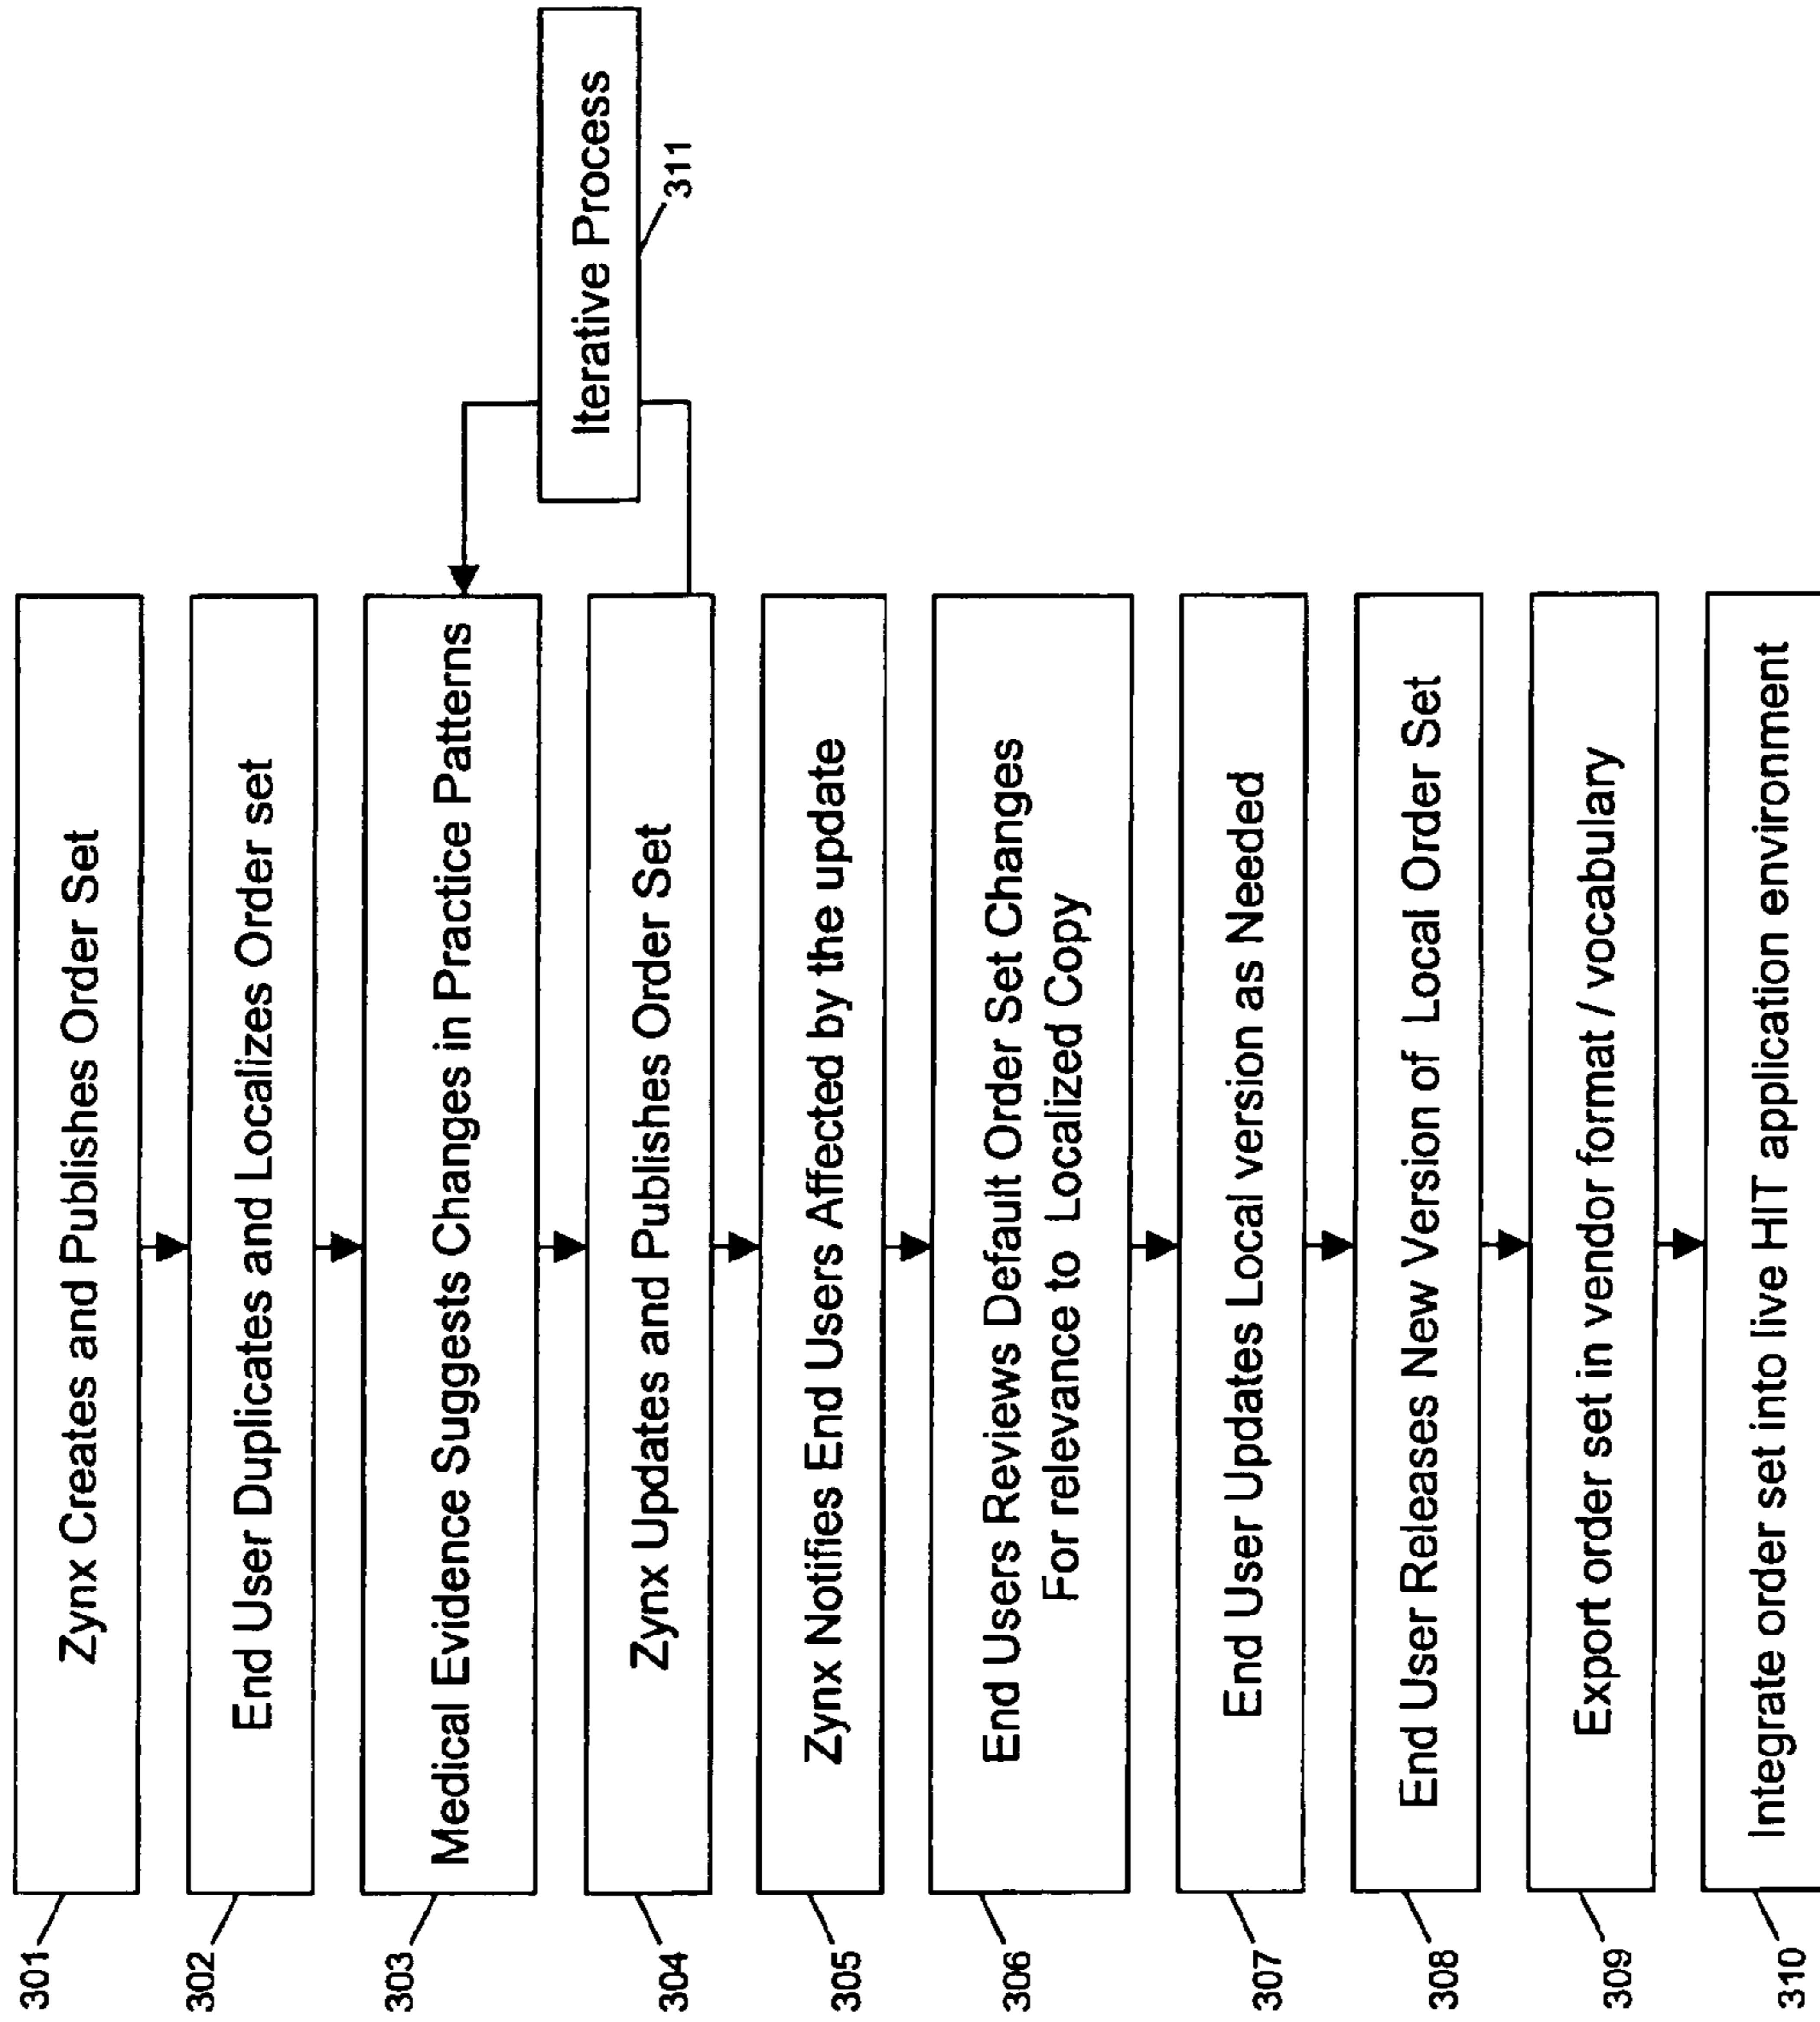 301
Zynx Creates and Publishes Order Set
302
End User Duplicates and Localizes Order set
303
Medical Evidence Suggests Changes in Practice Patterns
Iterative Process
311
304
Zynx Updates and Publishes Order Set
305
Zynx Notifies End Users Affected by the update
306
End Users Reviews Default Order Set Changes
For relevance to Localized Copy
307
End User Updates Local version as Needed
308
End User Releases New Version of Local Order Set
309
Export order set in vendor format / vocabulary
310
Integrate order set into live HIT application environment